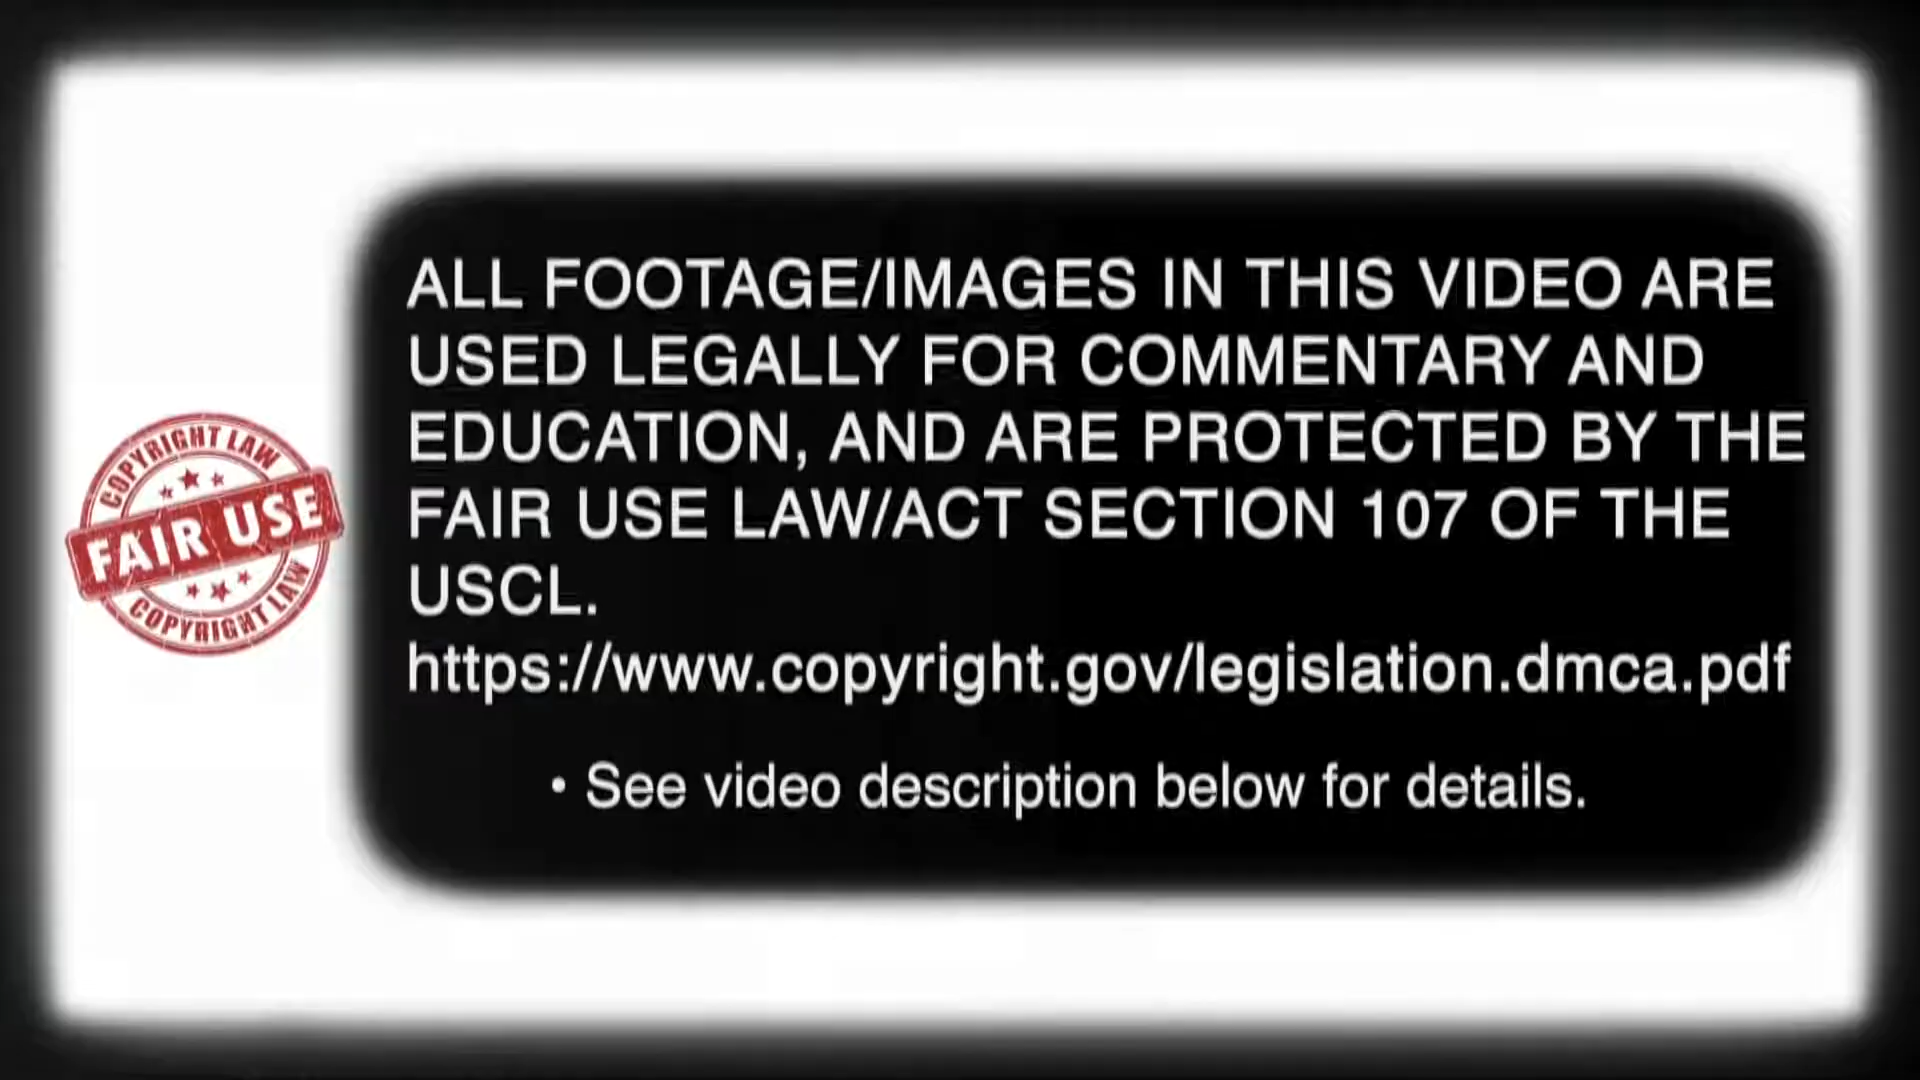 COPYRIGHT LAW
FAIR USE
COPYRIGHT LAW
ALL FOOTAGE/IMAGES IN THIS VIDEO ARE
USED LEGALLY FOR COMMENTARY AND
EDUCATION, AND ARE PROTECTED BY THE
FAIR USE LAW/ACT SECTION 107 OF THE
USCL.
https://www.copyright.gov/legislation.dmca.pdf
• See video description below for details.